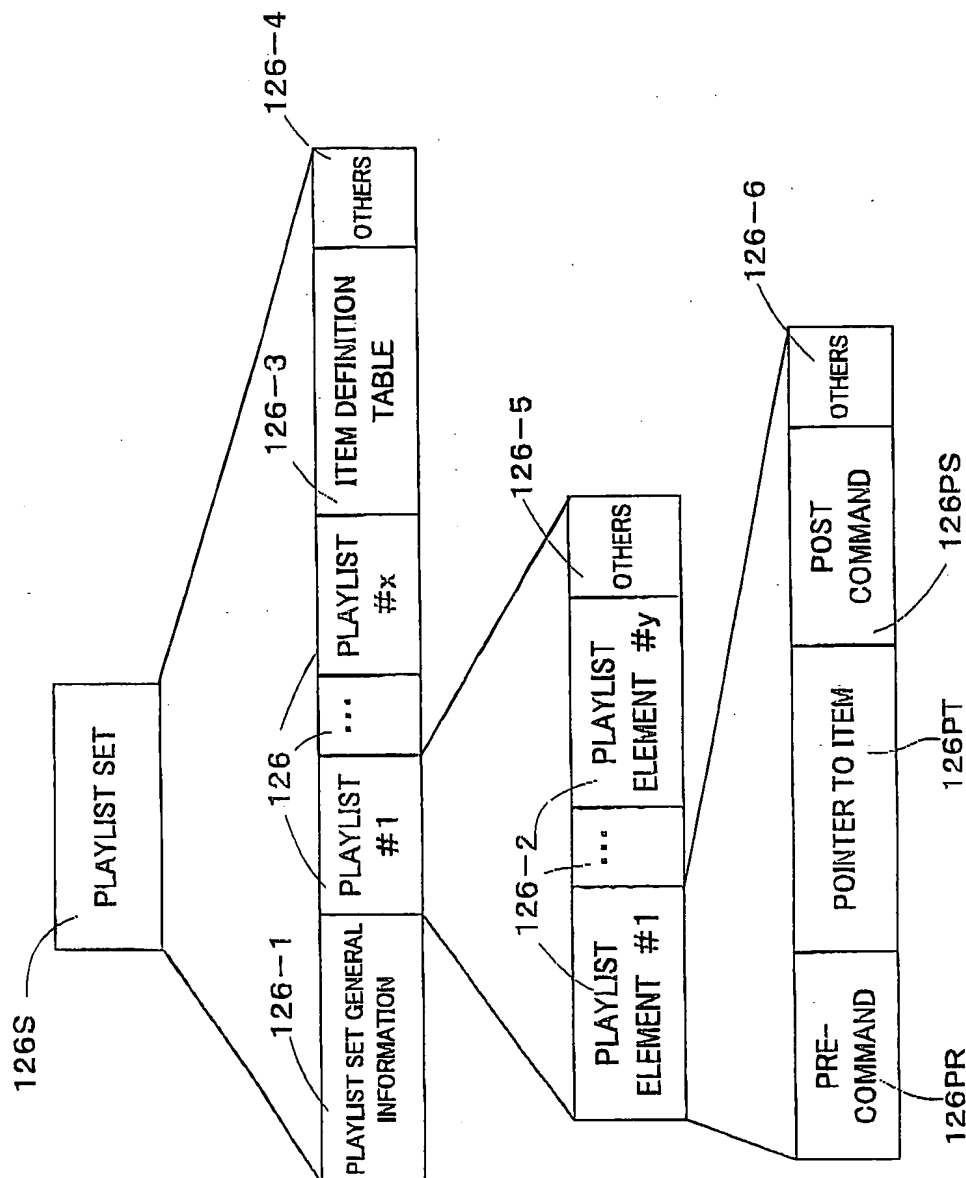 126S
PLAYLIST SET
126-1
126
126-3
126-4
PLAYLIST SET GENERAL
INFORMATION
PLAYLIST
#1
...
PLAYLIST
#x
ITEM DEFINITION
TABLE
OTHERS
126-2
126-5
PLAYLIST
ELEMENT #1
...
PLAYLIST
ELEMENT #y
OTHERS
126-6
PRE-
COMMAND
POINTER TO ITEM
POST
COMMAND
OTHERS
126PR
126PT
126PS